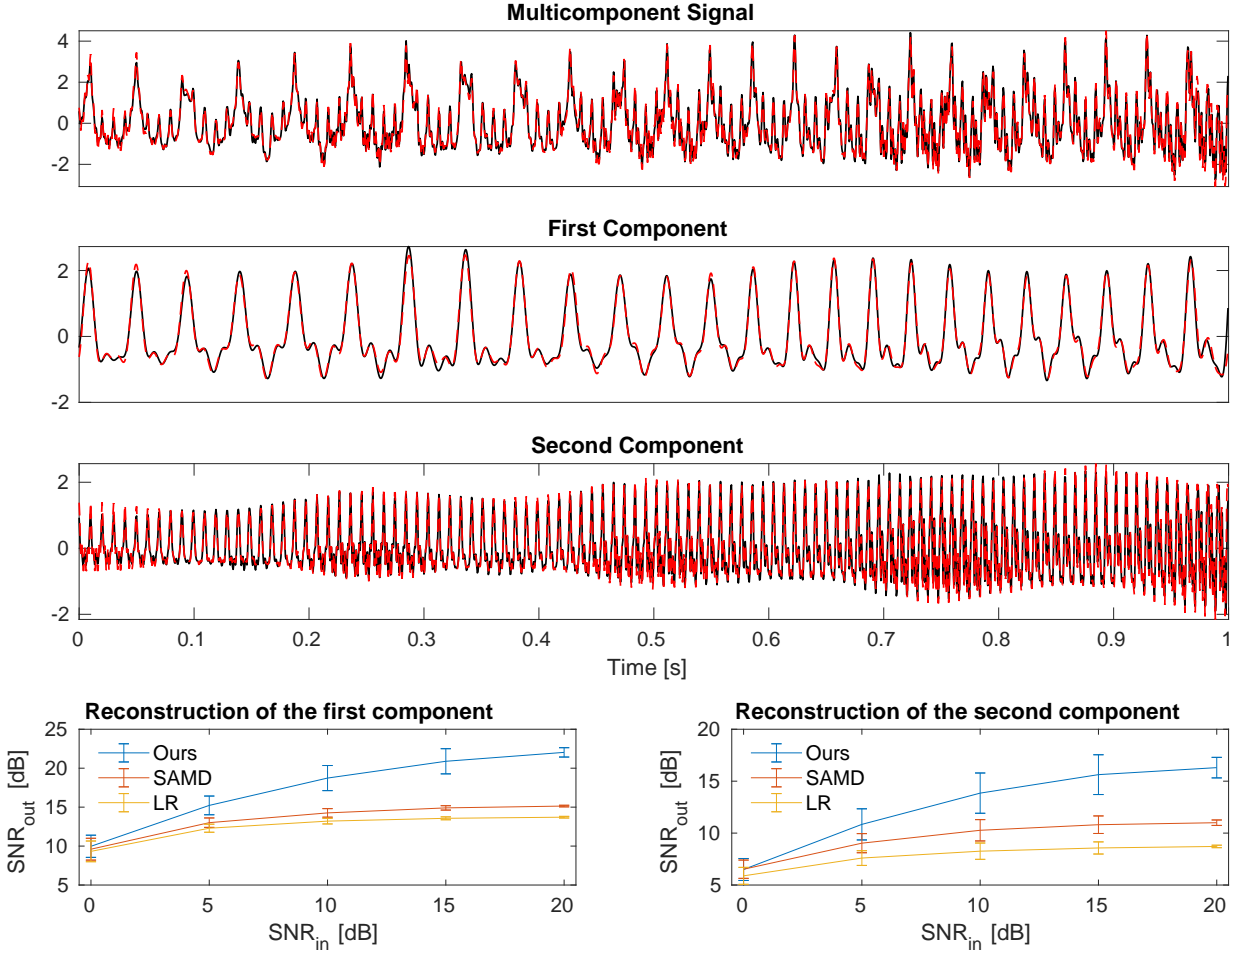 Multicomponent Signal
4
2
0
-2
First Component
2
0
-2
Second Component
2
0
-2
0 0.1 0.2 0.3 0.4 0.5 0.6 0.7 0.8 0.9 1
Time [s]
Reconstruction of the first component
25
20
15
10
5
SNR_out [dB]
Ours
SAMD
LR
0 5 10 15 20
SNR_in [dB]
Reconstruction of the second component
20
15
10
5
SNR_out [dB]
Ours
SAMD
LR
0 5 10 15 20
SNR_in [dB]